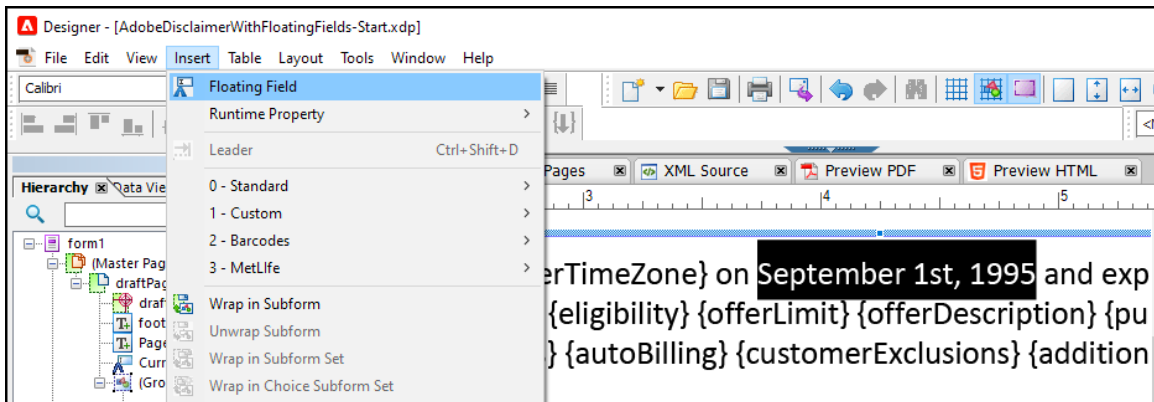 Designer - [AdobeDisclaimerWithFloatingFields-Start.xdp]
File Edit View Insert Table Layout Tools Window Help
Calibri
Floating Field
Runtime Property
Leader Ctrl+Shift+D
0 - Standard
1 - Custom
2 - Barcodes
3 - MetLIfe
Wrap in Subform
Unwrap Subform
Wrap in Subform Set
Wrap in Choice Subform Set
Hierarchy Data Vie
form1
(Master Pag
draftPag
draf
foot
Page
Curr
(Gro
Pages XML Source Preview PDF Preview HTML
3 4 5
erTimeZone} on September 1st, 1995 and exp
{eligibility} {offerLimit} {offerDescription} {pu
} {autoBilling} {customerExclusions} {addition